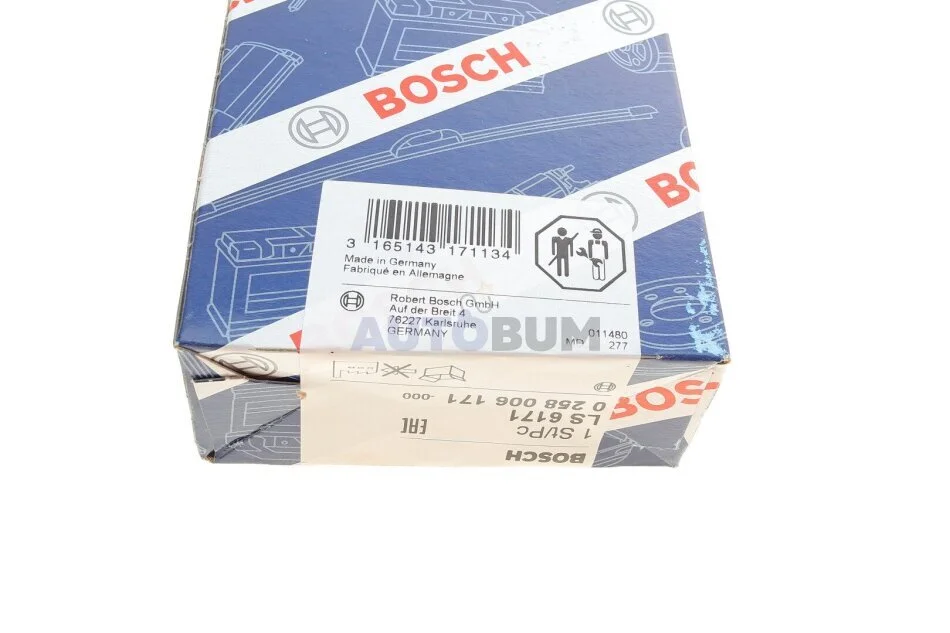 BOSCH
BOSCH
3 165143 171134
Made in Germany
Fabriqué en Allemagne
Robert Bosch GmbH
Auf der Breit 4
76227 Karlsruhe
GERMANY
011480
277
AUTOBUM
0 258 006 171 -000
LS 6171
1 St/Pc
EAC
BOSCH
BOSCH